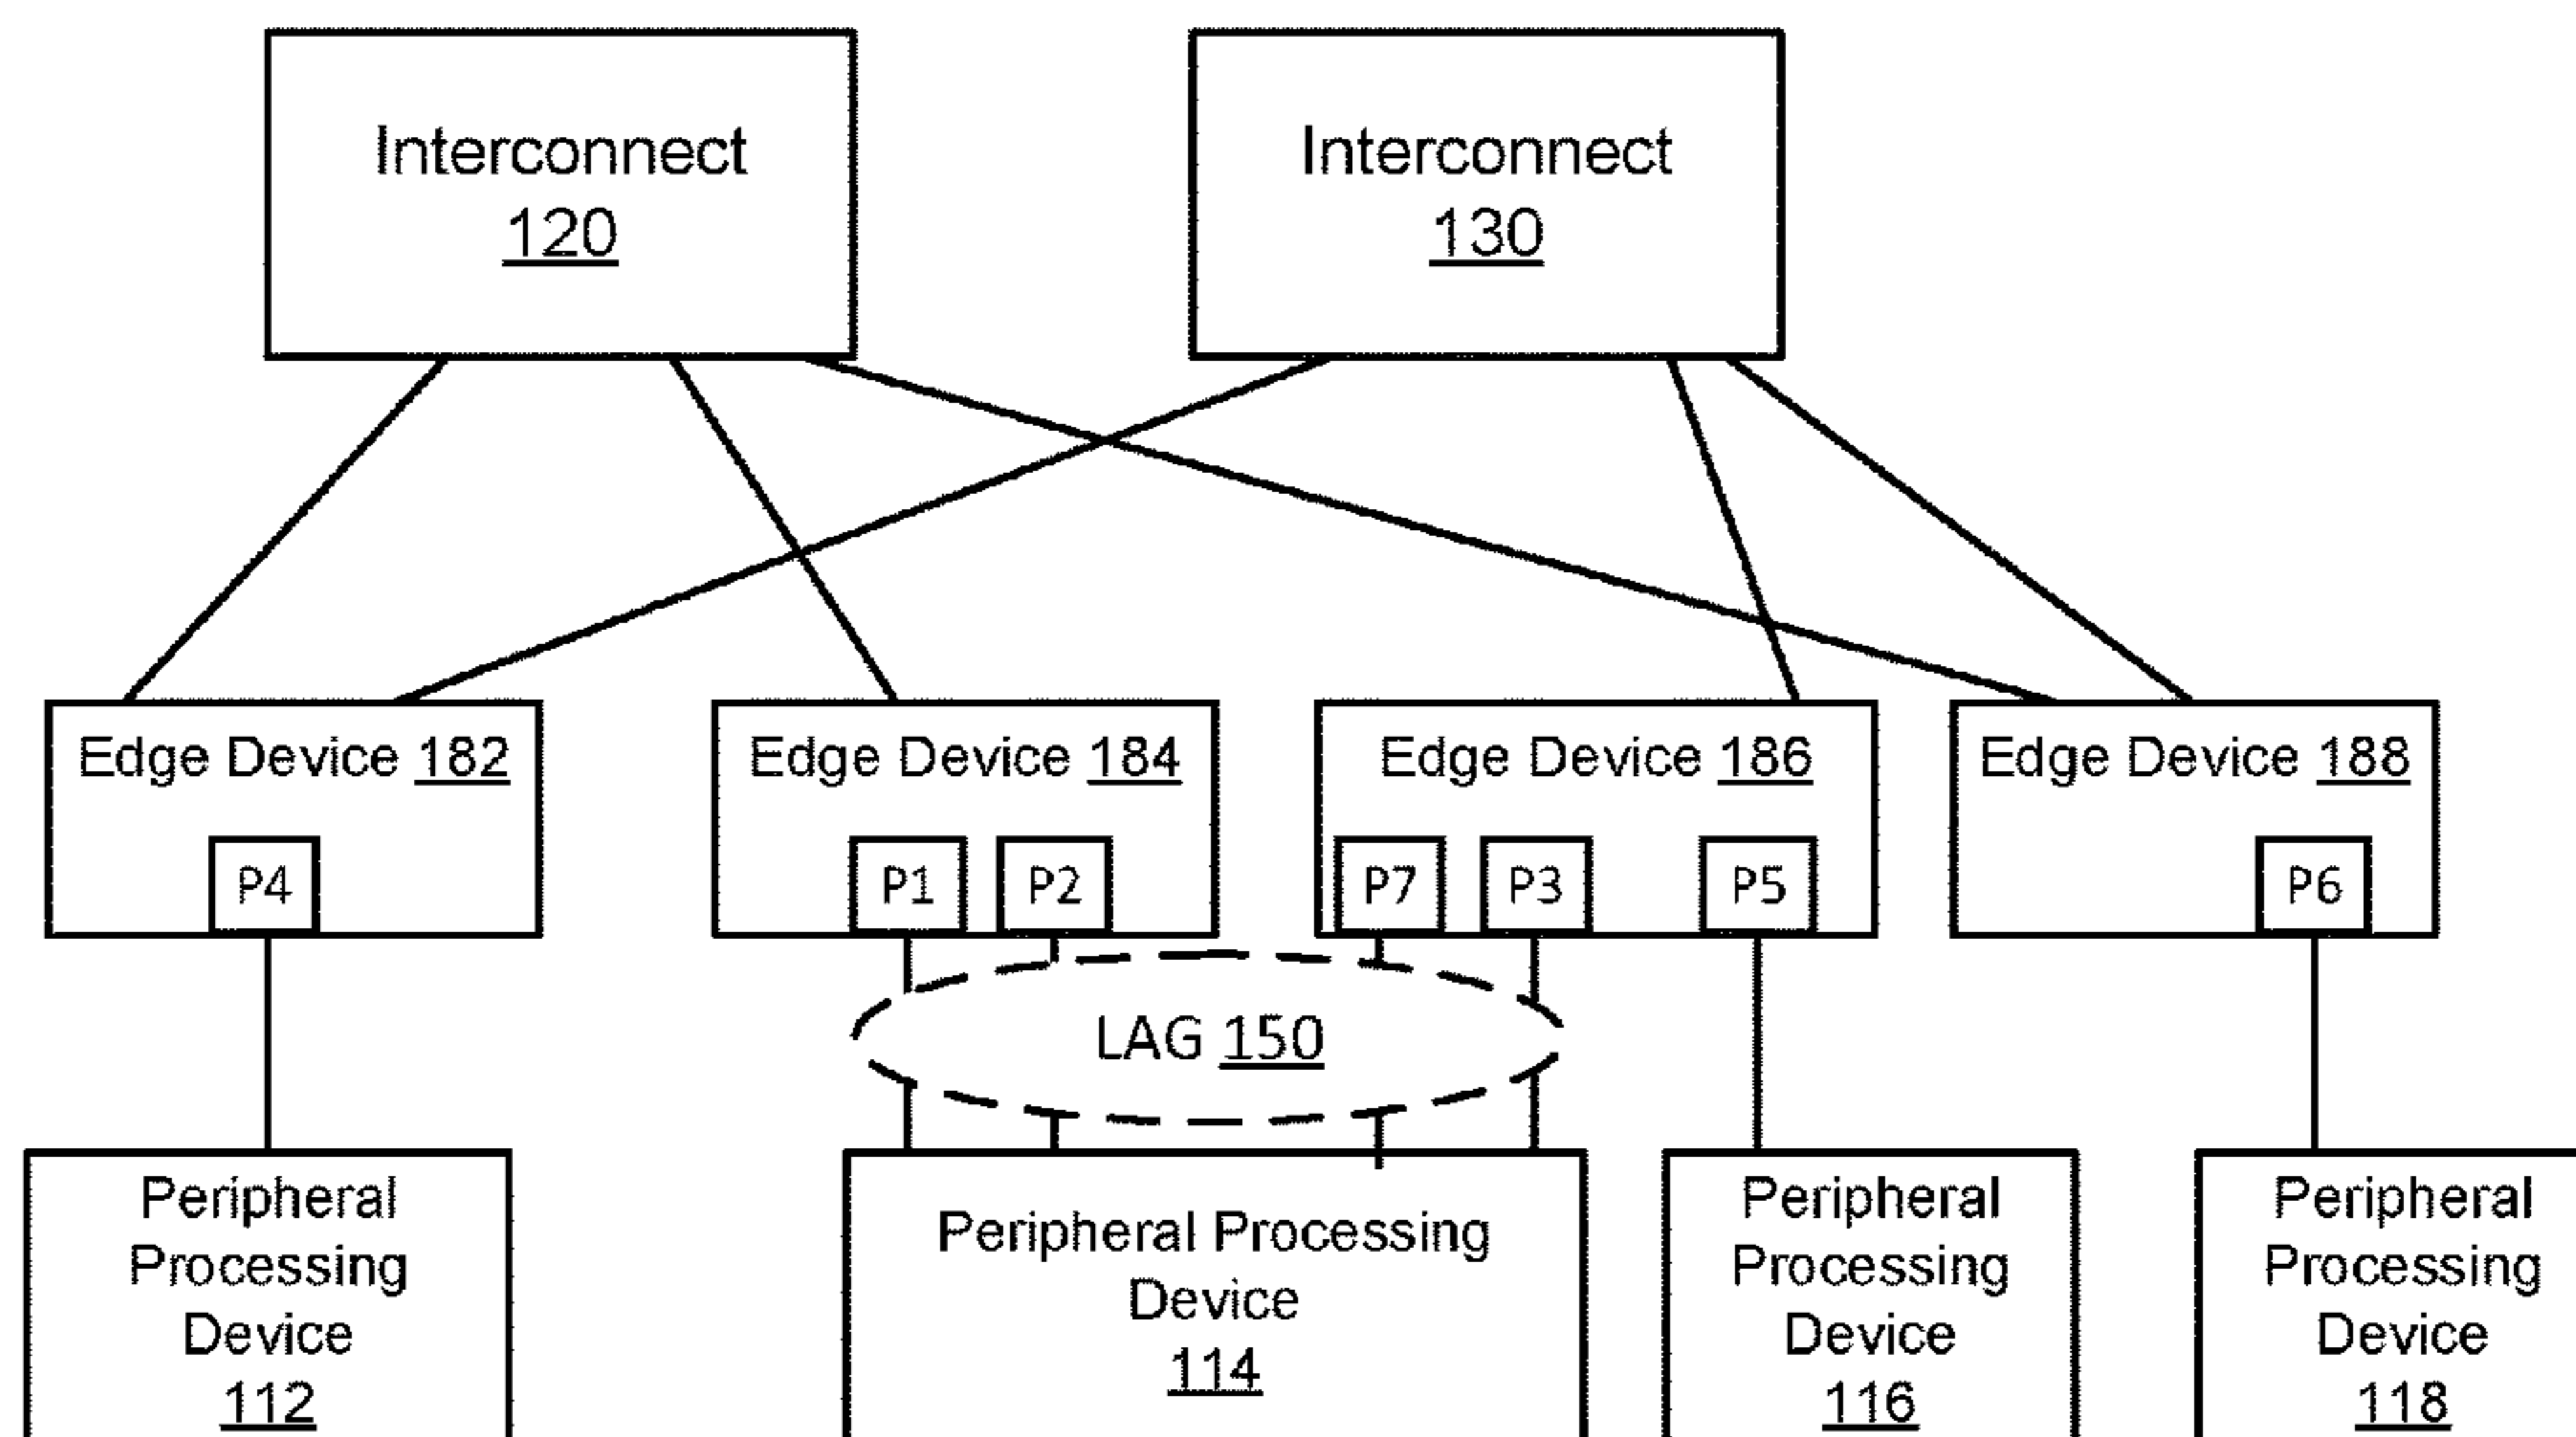 Interconnect
120
Interconnect
130
Edge Device 182
Edge Device 184
Edge Device 186
Edge Device 188
P4
P1
P2
P7
P3
P5
P6
LAG 150
Peripheral
Processing
Device
112
Peripheral Processing
Device
114
Peripheral
Processing
Device
116
Peripheral
Processing
Device
118